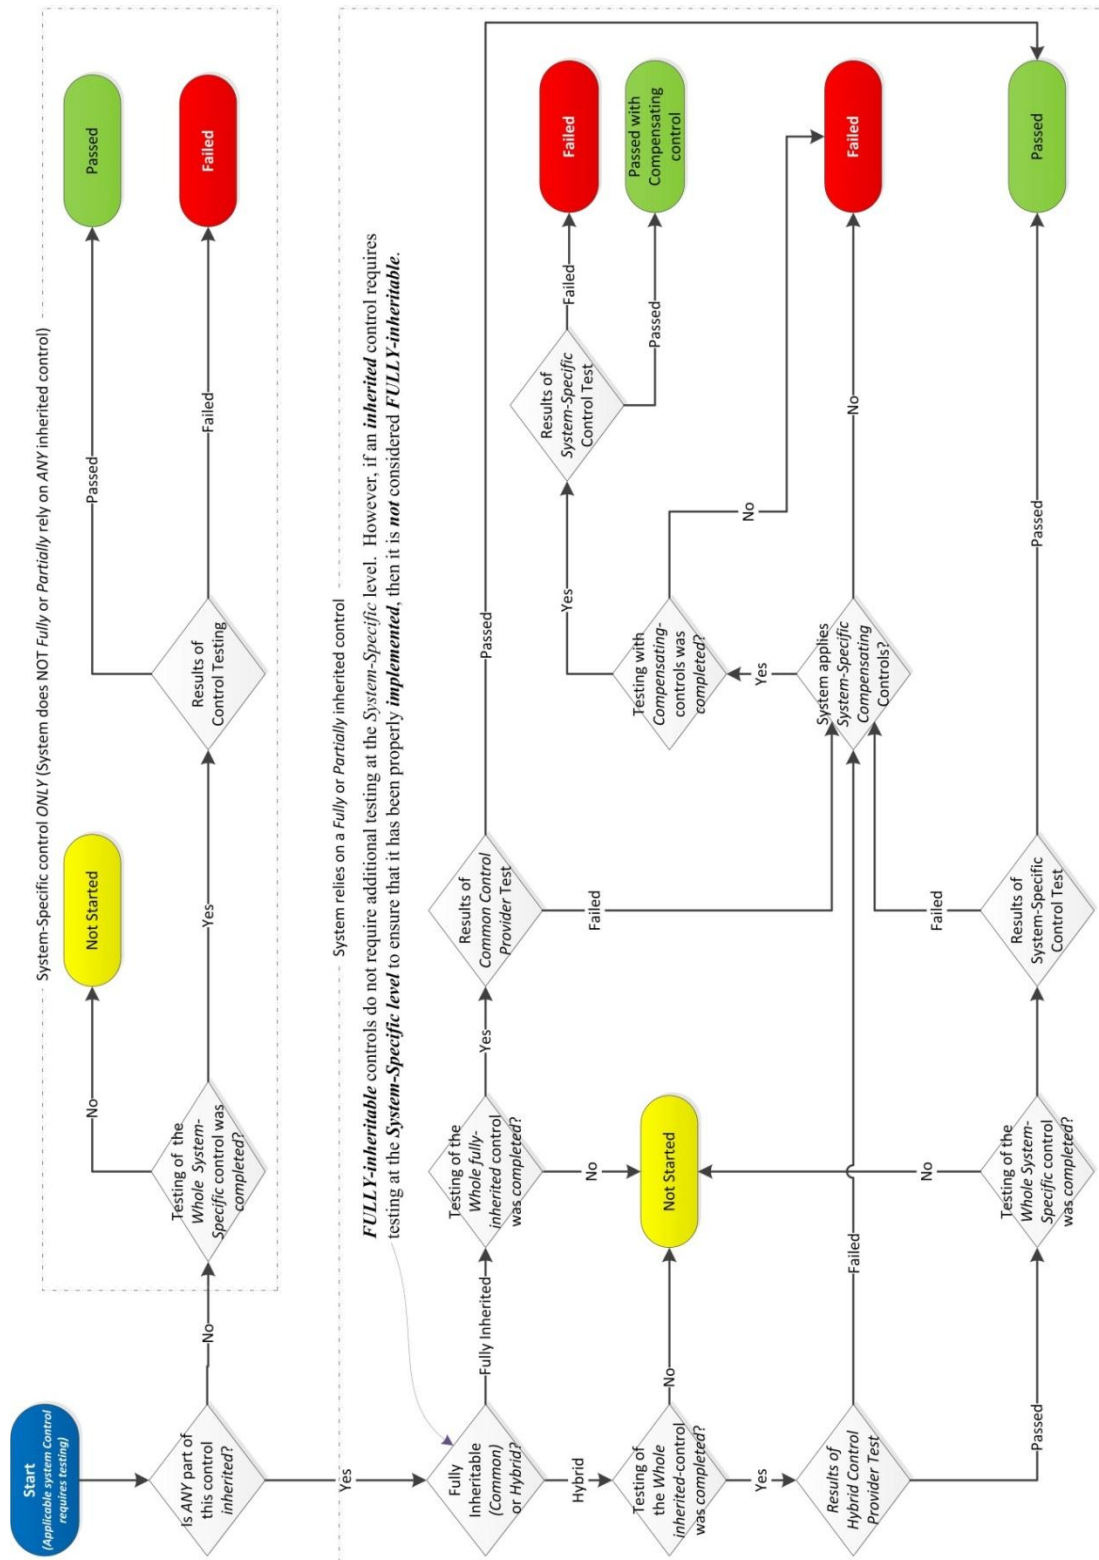 Start
(Applicable system Control
requires testing)
Is ANY part of
this control
inherited?
No
Yes
System-Specific control ONLY (System does NOT Fully or Partially rely on ANY inherited control)
Testing of the
Whole System-
Specific control was
completed?
No
Not Started
Yes
Results of
Control Testing
Passed
Passed
Failed
Failed
System relies on a Fully or Partially inherited control
FULLY-inheritable controls do not require additional testing at the System-Specific level. However, if an inherited control requires
testing at the System-Specific level to ensure that it has been properly implemented, then it is not considered FULLY-inheritable.
Fully
Inheritable
(Common)
or Hybrid?
Fully Inherited
Testing of the
Whole fully-
inherited control
was completed?
Yes
Results of
Common Control
Provider Test
Passed
Failed
No
Not Started
Hybrid
Testing of
the Whole
inherited-control
was completed?
No
Yes
Results of
Hybrid Control
Provider Test
Failed
Passed
Testing of the
Whole System-
Specific control
was completed?
No
Results of
System-Specific
Control Test
Failed
Passed
Passed
System applies
System-Specific
Compensating
Controls?
No
Failed
Yes
Testing with
Compensating-
controls was
completed?
No
Yes
Results of
System-Specific
Control Test
Failed
Failed
Passed
Passed with
Compensating
control